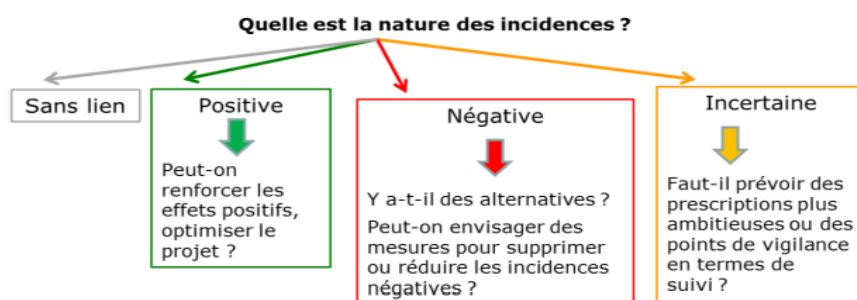 Quelle est la nature des incidences ?
Sans lien
Positive
Peut-on
renforcer les
effets positifs,
optimiser le
projet ?
Négative
Y a-t-il des alternatives ?
Peut-on envisager des
mesures pour supprimer
ou réduire les incidences
négatives ?
Incertaine
Faut-il prévoir des
prescriptions plus
ambitieuses ou des
points de vigilance
en termes de
suivi ?